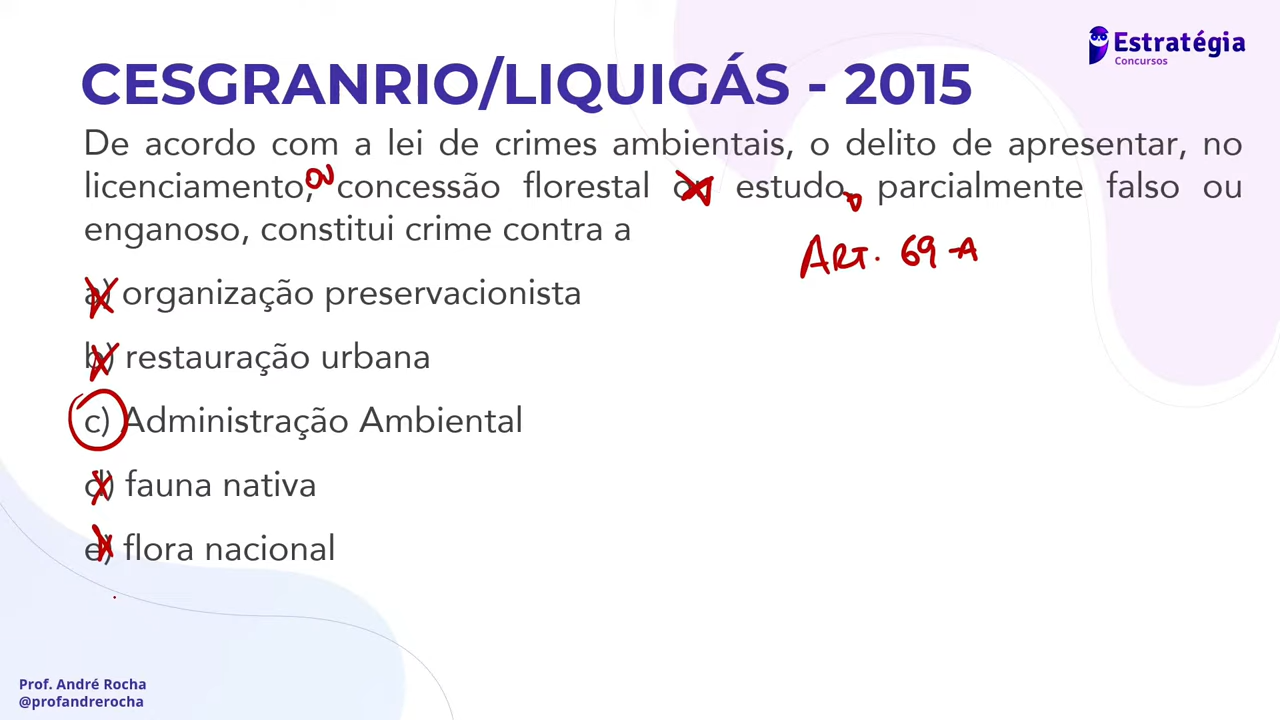 Estratégia
Concursos
CESGRANRIO/LIQUIGÁS - 2015
De acordo com a lei de crimes ambientais, o delito de apresentar, no
ou
licenciamento, concessão florestal ou estudo, parcialmente falso ou
enganoso, constitui crime contra a
ART. 69-A
a) organização preservacionista
b) restauração urbana
c) Administração Ambiental
d) fauna nativa
e) flora nacional
Prof. André Rocha
@profandrerocha